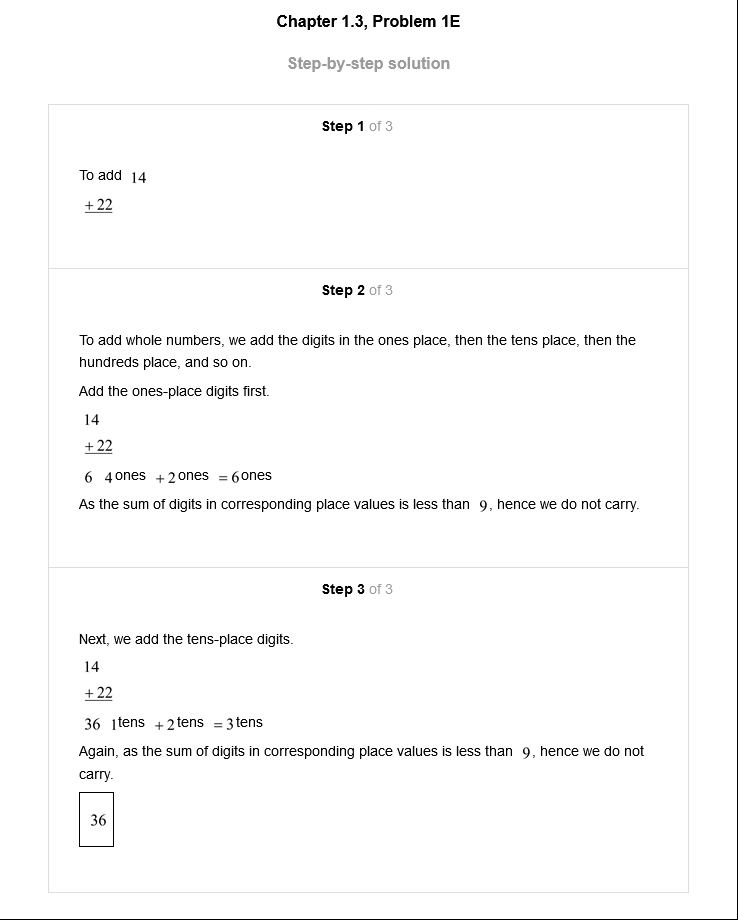 Chapter 1.3, Problem 1E
Step-by-step solution
Step 1 of 3
To add 14
+ 22
Step 2 of 3
To add whole numbers, we add the digits in the ones place, then the tens place, then the
hundreds place, and so on.
Add the ones-place digits first.
14
+ 22
6 4 ones + 2 ones = 6 ones
As the sum of digits in corresponding place values is less than 9, hence we do not carry.
Step 3 of 3
Next, we add the tens-place digits.
14
+ 22
36 1 tens + 2 tens = 3 tens
Again, as the sum of digits in corresponding place values is less than 9, hence we do not
carry.
36